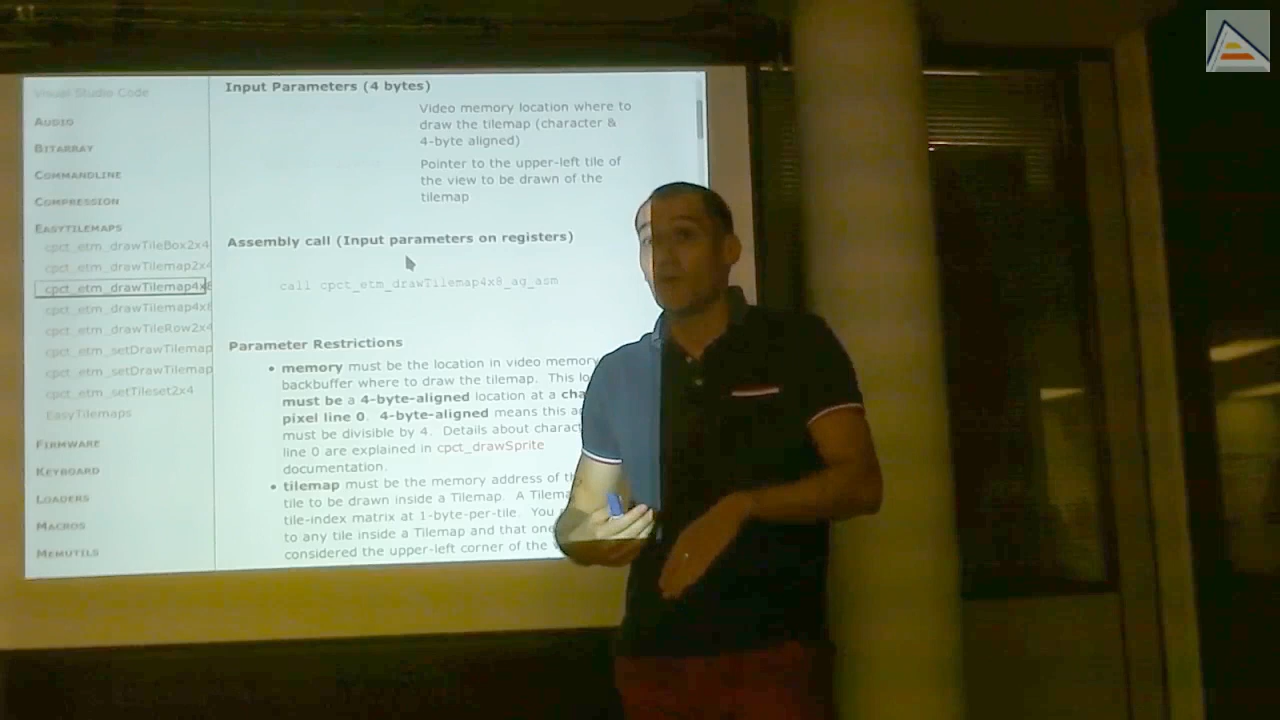 Visual Studio Code
AUDIO
BITARRAY
COMMANDLINE
COMPRESSION
EASYTILEMAPS
cpct_etm_drawTileBox2x4
cpct_etm_drawTilemap2x4
cpct_etm_drawTilemap4x8
cpct_etm_drawTilemap4x8
cpct_etm_drawTileRow2x4
cpct_etm_setDrawTilemap
cpct_etm_setDrawTilemap
cpct_etm_setTileset2x4
EasyTilemaps
FIRMWARE
KEYBOARD
LOADERS
MACROS
MEMUTILS
Input Parameters (4 bytes)
Video memory location where to
draw the tilemap (character &
4-byte aligned)
Pointer to the upper-left tile of
the view to be drawn of the
tilemap
Assembly call (Input parameters on registers)
call cpct_etm_drawTilemap4x8_ag_asm
Parameter Restrictions
• memory must be the location in video memory
backbuffer where to draw the tilemap. This lo
must be a 4-byte-aligned location at a cha
pixel line 0. 4-byte-aligned means this a
must be divisible by 4. Details about charac
line 0 are explained in cpct_drawSprite
documentation.
• tilemap must be the memory address of th
tile to be drawn inside a Tilemap. A Tilema
tile-index matrix at 1-byte-per-tile. You
to any tile inside a Tilemap and that one
considered the upper-left corner of the